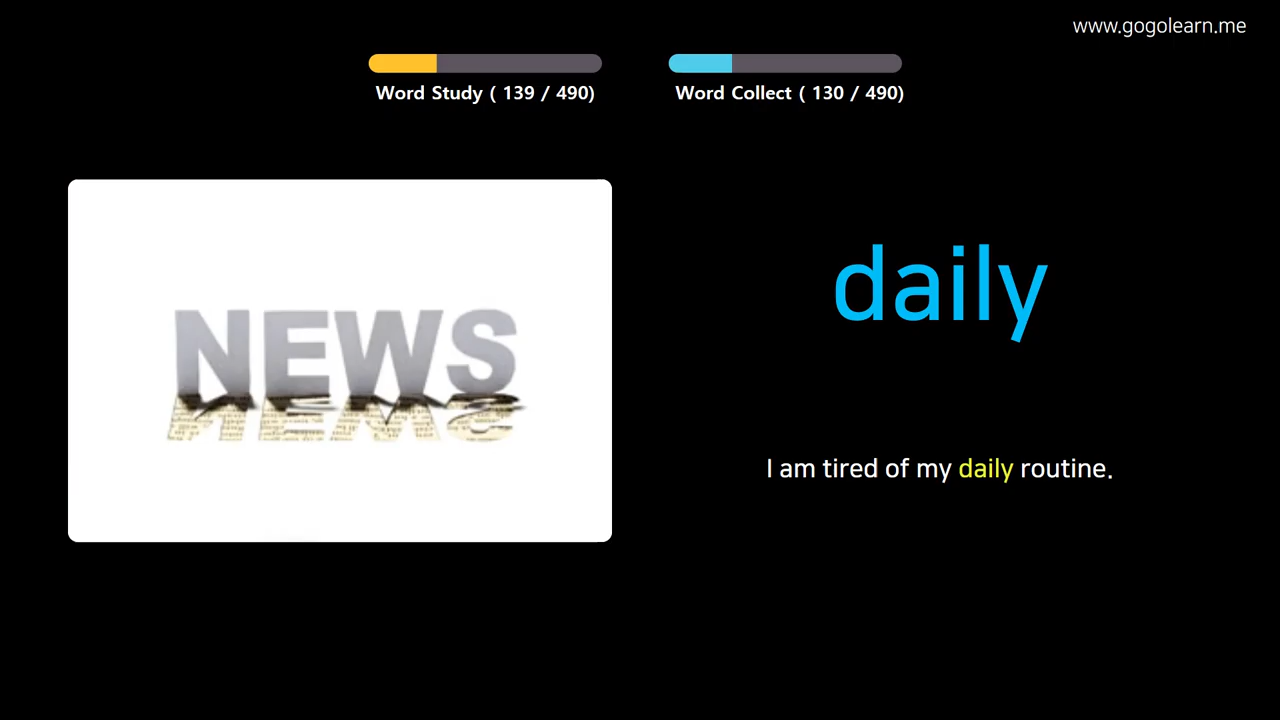 www.gogolearn.me
Word Study ( 139 / 490)
Word Collect ( 130 / 490)
NEWS
daily
I am tired of my daily routine.